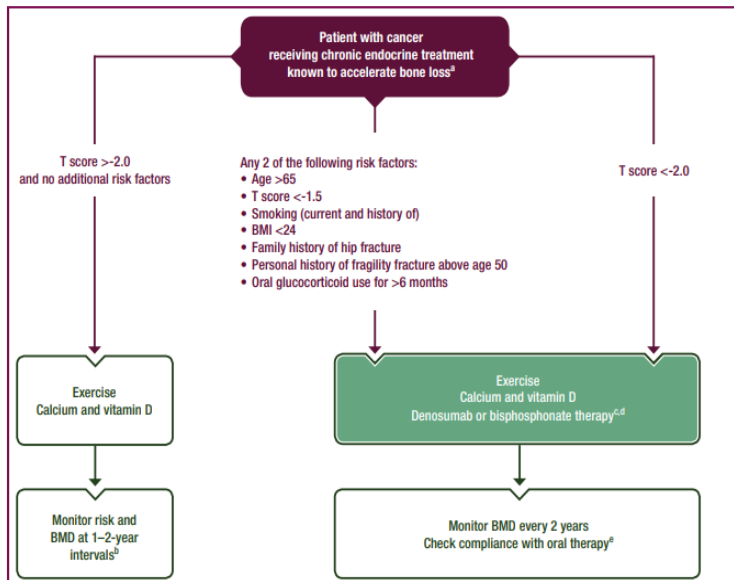 Patient with cancer
receiving chronic endocrine treatment
known to accelerate bone lossᵃ
T score >-2.0
and no additional risk factors
Any 2 of the following risk factors:
• Age >65
• T score <-1.5
• Smoking (current and history of)
• BMI <24
• Family history of hip fracture
• Personal history of fragility fracture above age 50
• Oral glucocorticoid use for >6 months
T score <-2.0
Exercise
Calcium and vitamin D
Exercise
Calcium and vitamin D
Denosumab or bisphosphonate therapyᶜ,ᵈ
Monitor risk and
BMD at 1–2-year
intervalsᵇ
Monitor BMD every 2 years
Check compliance with oral therapyᵉ